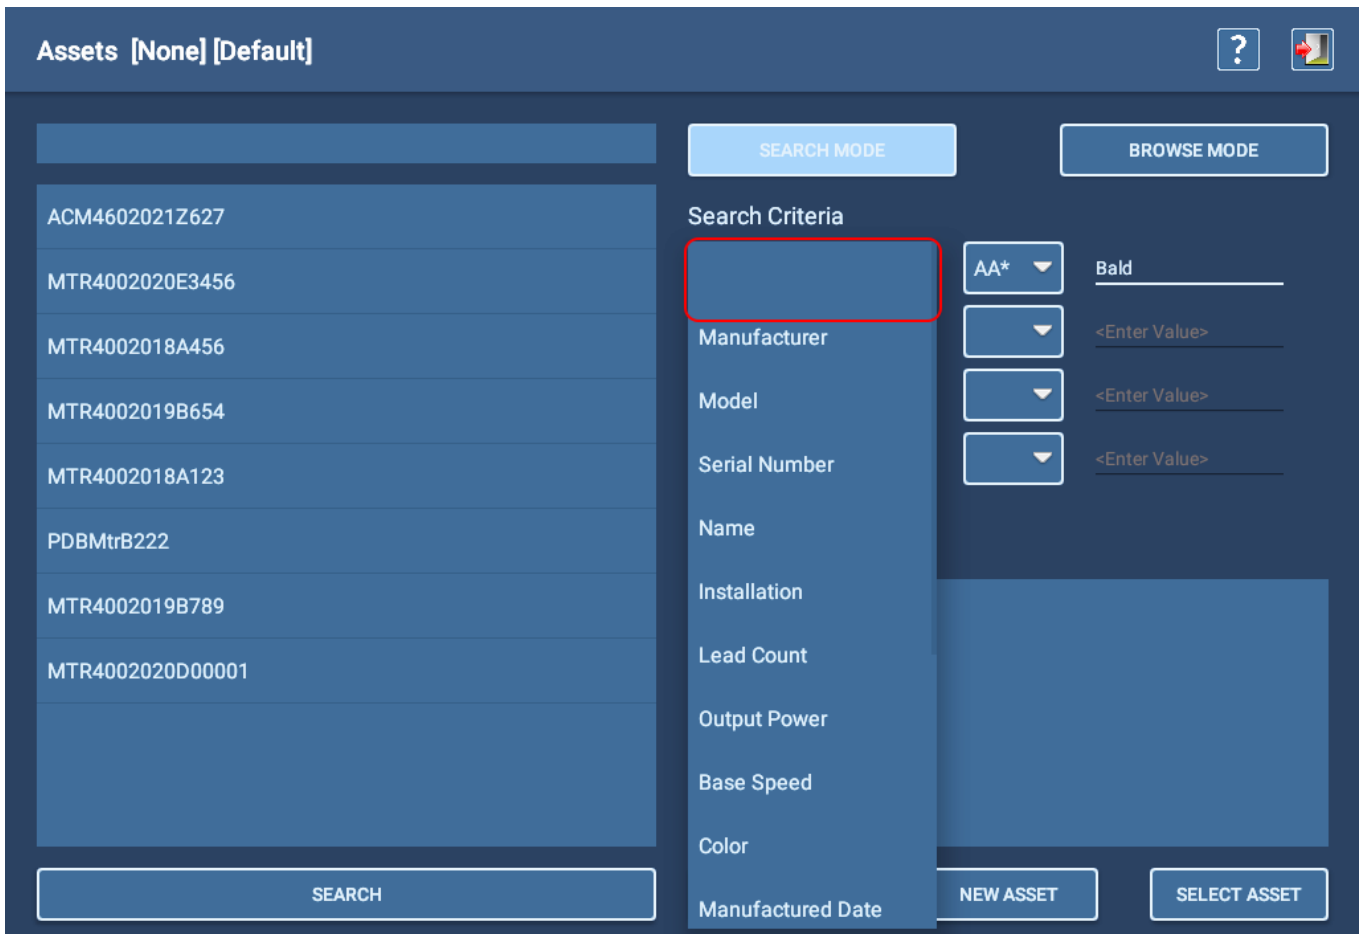 Assets [None] [Default]
?
SEARCH MODE
BROWSE MODE
ACM4602021Z627
MTR4002020E3456
MTR4002018A456
MTR4002019B654
MTR4002018A123
PDBMtrB222
MTR4002019B789
MTR4002020D00001
SEARCH
Search Criteria
Manufacturer
Model
Serial Number
Name
Installation
Lead Count
Output Power
Base Speed
Color
Manufactured Date
AA*
Bald
<Enter Value>
<Enter Value>
<Enter Value>
NEW ASSET
SELECT ASSET